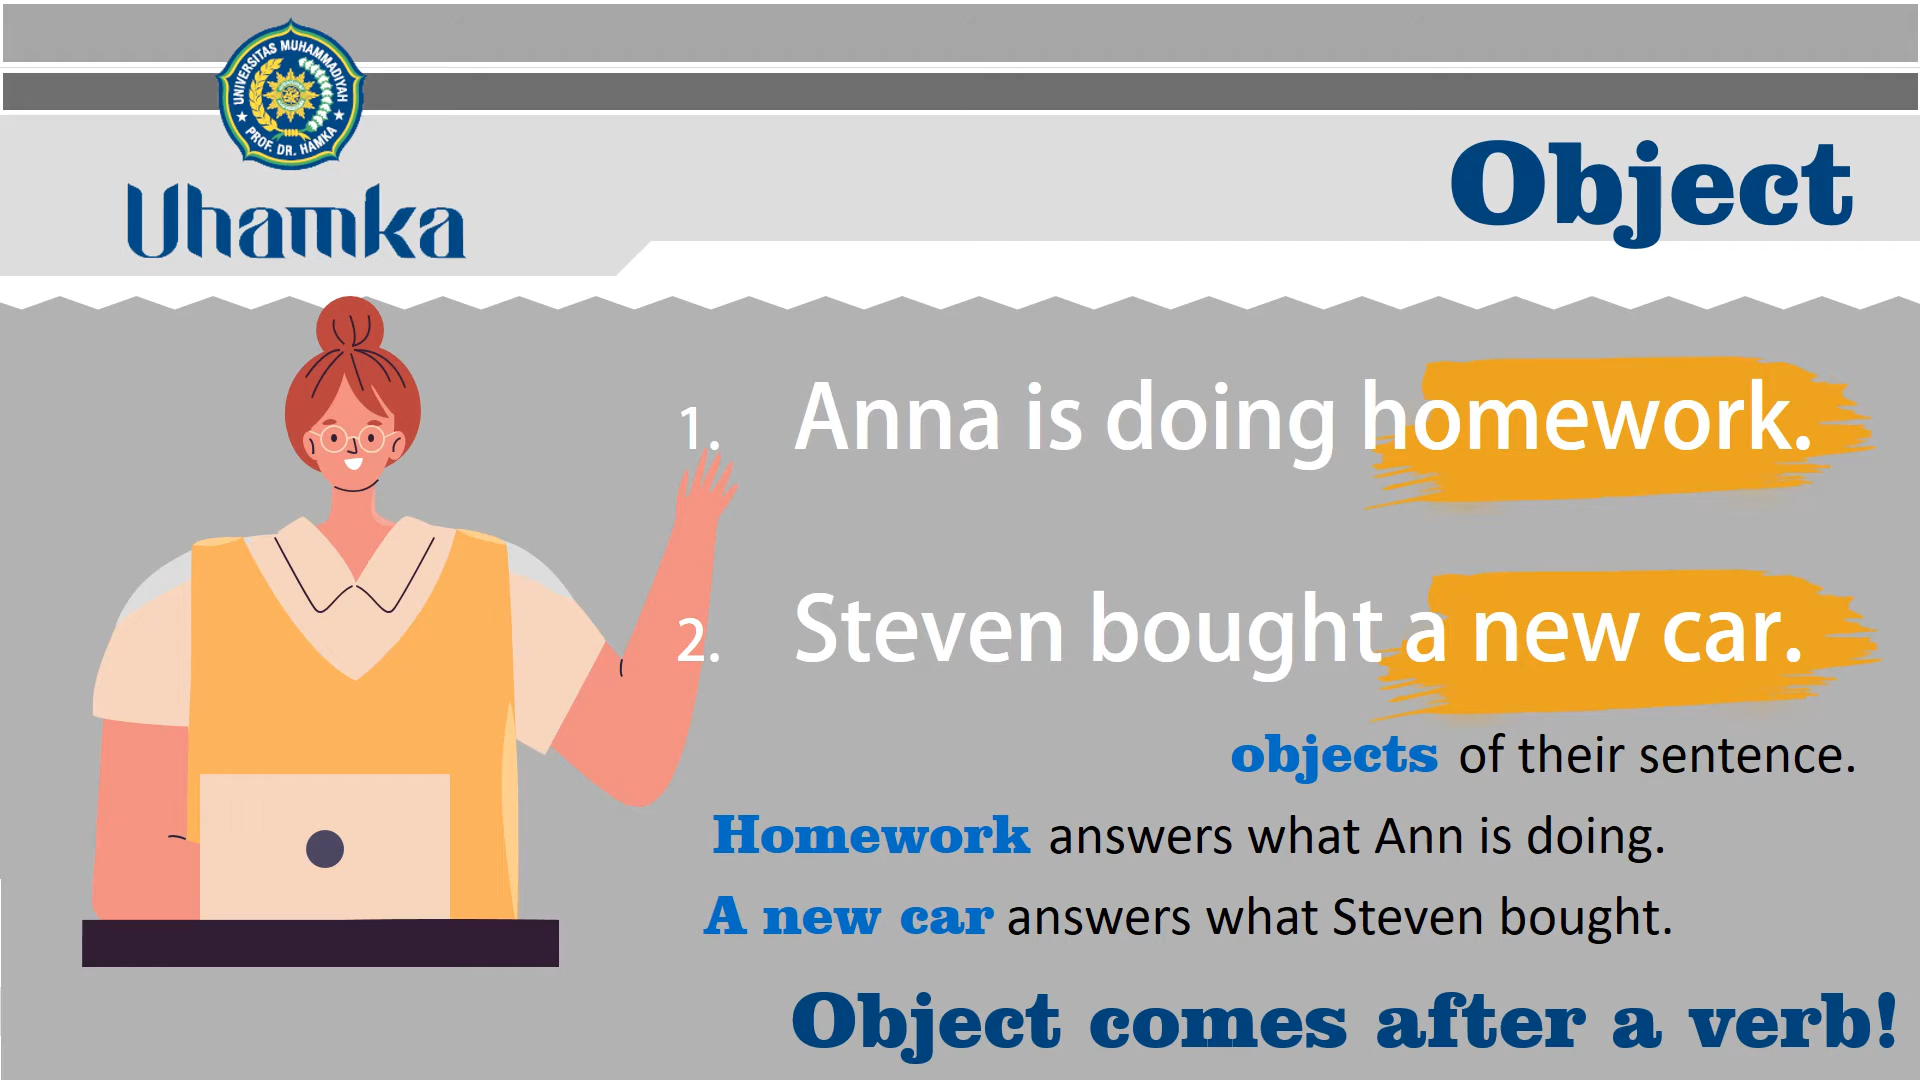 UNIVERSITAS MUHAMMADIYAH
PROF. DR. HAMKA
Uhamka
Object
1. Anna is doing homework.
2. Steven bought a new car.
objects of their sentence.
Homework answers what Ann is doing.
A new car answers what Steven bought.
Object comes after a verb!